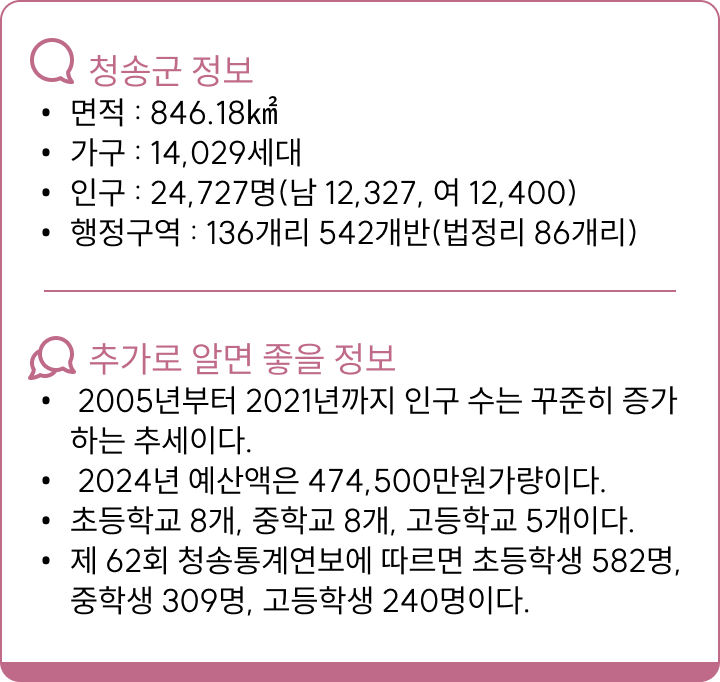 청송군 정보
• 면적 : 846.18㎢
• 가구 : 14,029세대
• 인구 : 24,727명(남 12,327, 여 12,400)
• 행정구역 : 136개리 542개반(법정리 86개리)
추가로 알면 좋을 정보
• 2005년부터 2021년까지 인구 수는 꾸준히 증가
하는 추세이다.
• 2024년 예산액은 474,500만원가량이다.
• 초등학교 8개, 중학교 8개, 고등학교 5개이다.
• 제 62회 청송통계연보에 따르면 초등학생 582명,
중학생 309명, 고등학생 240명이다.